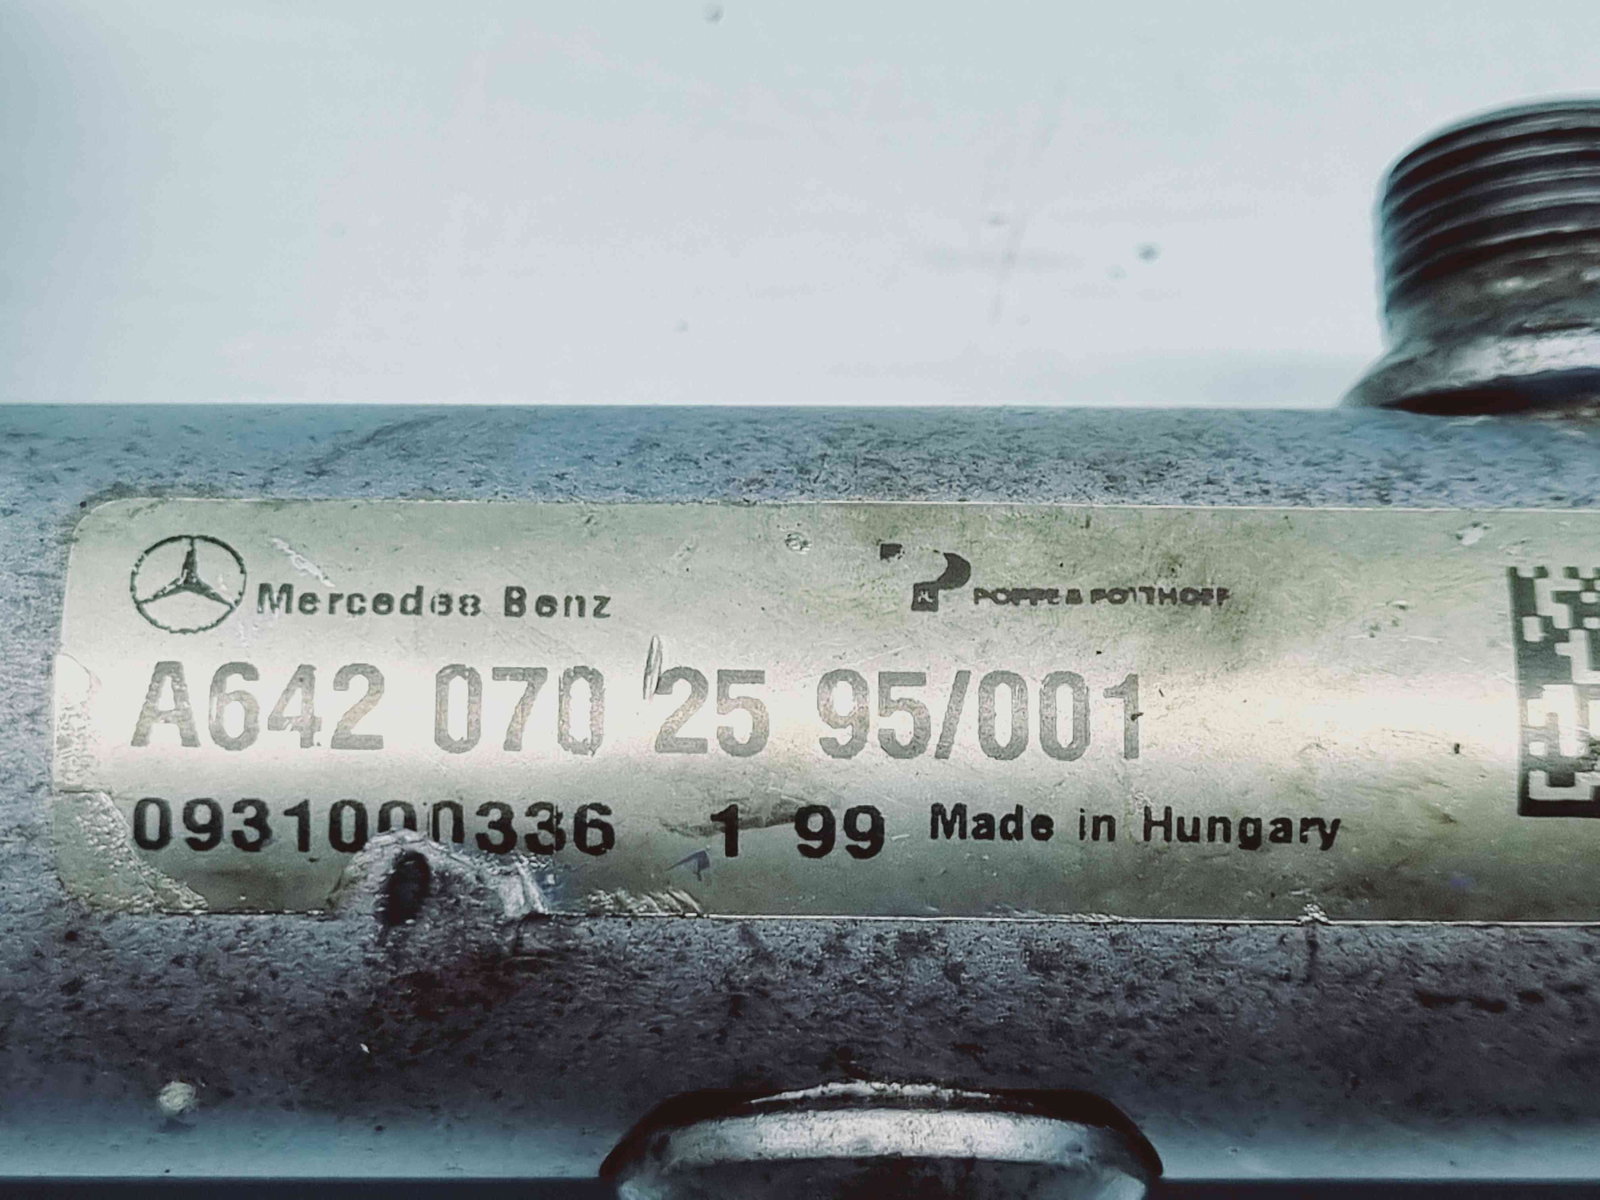 Mercedes Benz
POPPE & POTTHOFF
A642 070 25 95/001
0931000336 1 99 Made in Hungary